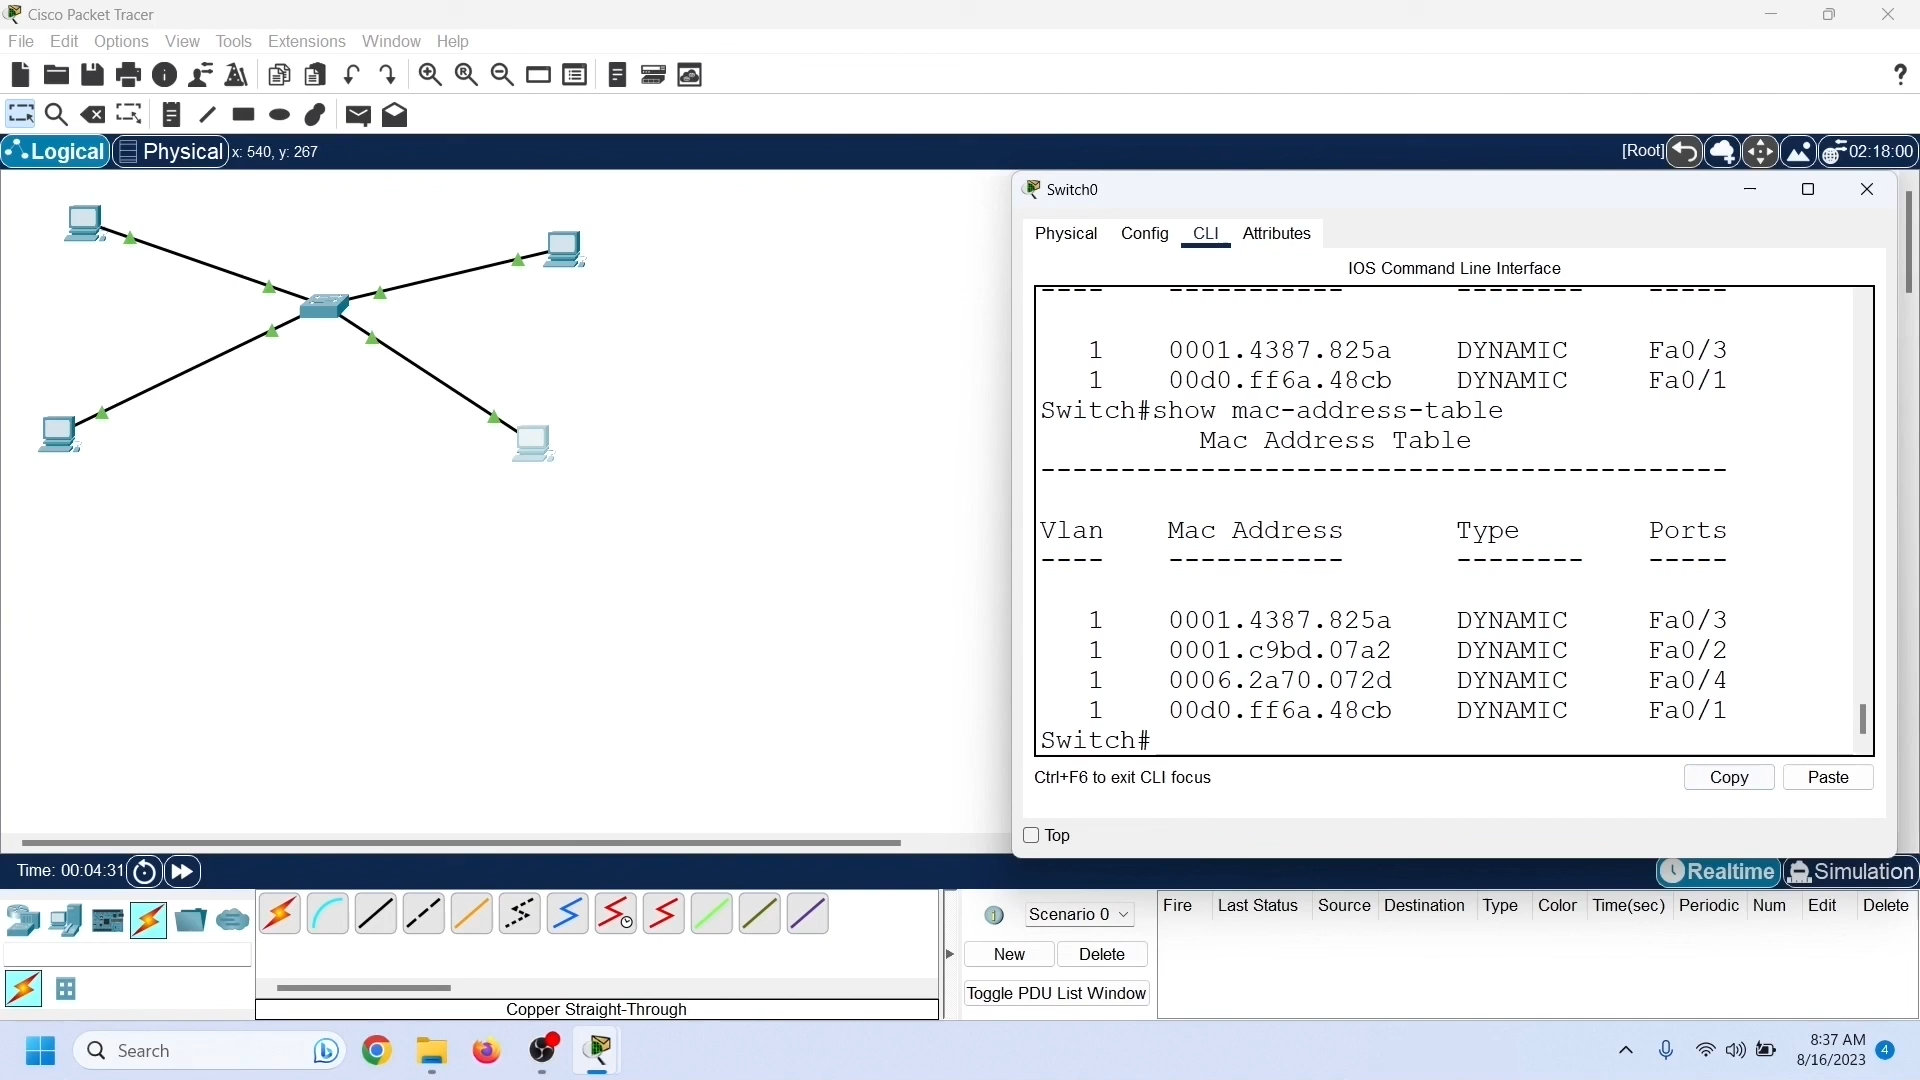 Cisco Packet Tracer
File Edit Options View Tools Extensions Window Help
?
Logical Physical x: 540, y: 267
[Root] 02:18:00
Switch0
Physical Config CLI Attributes
IOS Command Line Interface
---- ----------- -------- -----
1 0001.4387.825a DYNAMIC Fa0/3
1 00d0.ff6a.48cb DYNAMIC Fa0/1
Switch#show mac-address-table
Mac Address Table
-------------------------------------------
Vlan Mac Address Type Ports
---- ----------- -------- -----
1 0001.4387.825a DYNAMIC Fa0/3
1 0001.c9bd.07a2 DYNAMIC Fa0/2
1 0006.2a70.072d DYNAMIC Fa0/4
1 00d0.ff6a.48cb DYNAMIC Fa0/1
Switch#
Ctrl+F6 to exit CLI focus
Copy Paste
Top
Time: 00:04:31
Realtime Simulation
Scenario 0
New Delete
Toggle PDU List Window
Fire Last Status Source Destination Type Color Time(sec) Periodic Num Edit Delete
Copper Straight-Through
Search
8:37 AM
8/16/2023
4